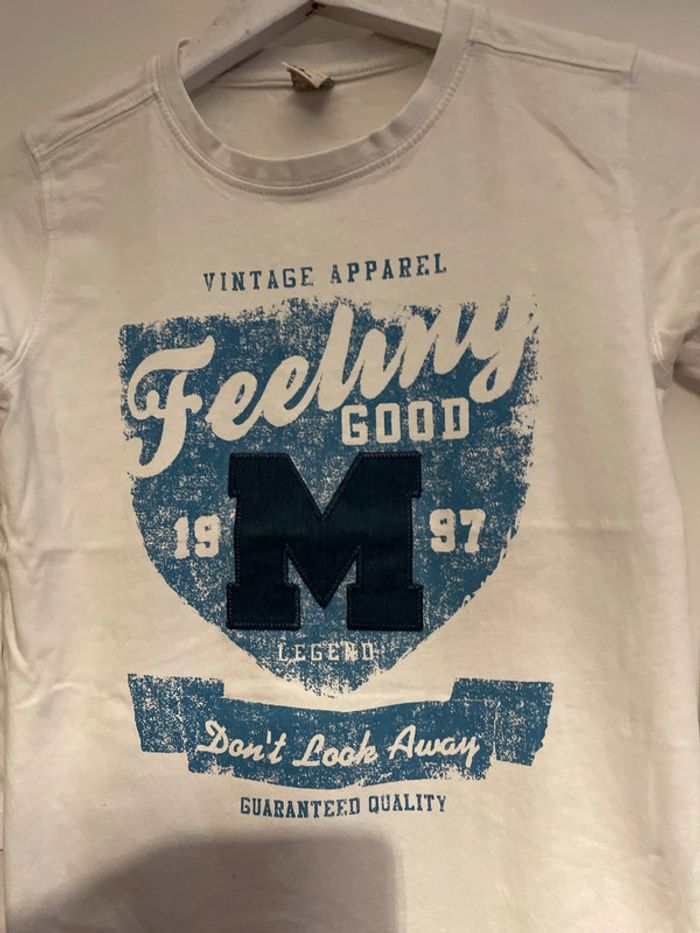 VINTAGE APPAREL
Feeling
GOOD
19 M 97
LEGEND
Don't Look Away
GUARANTEED QUALITY